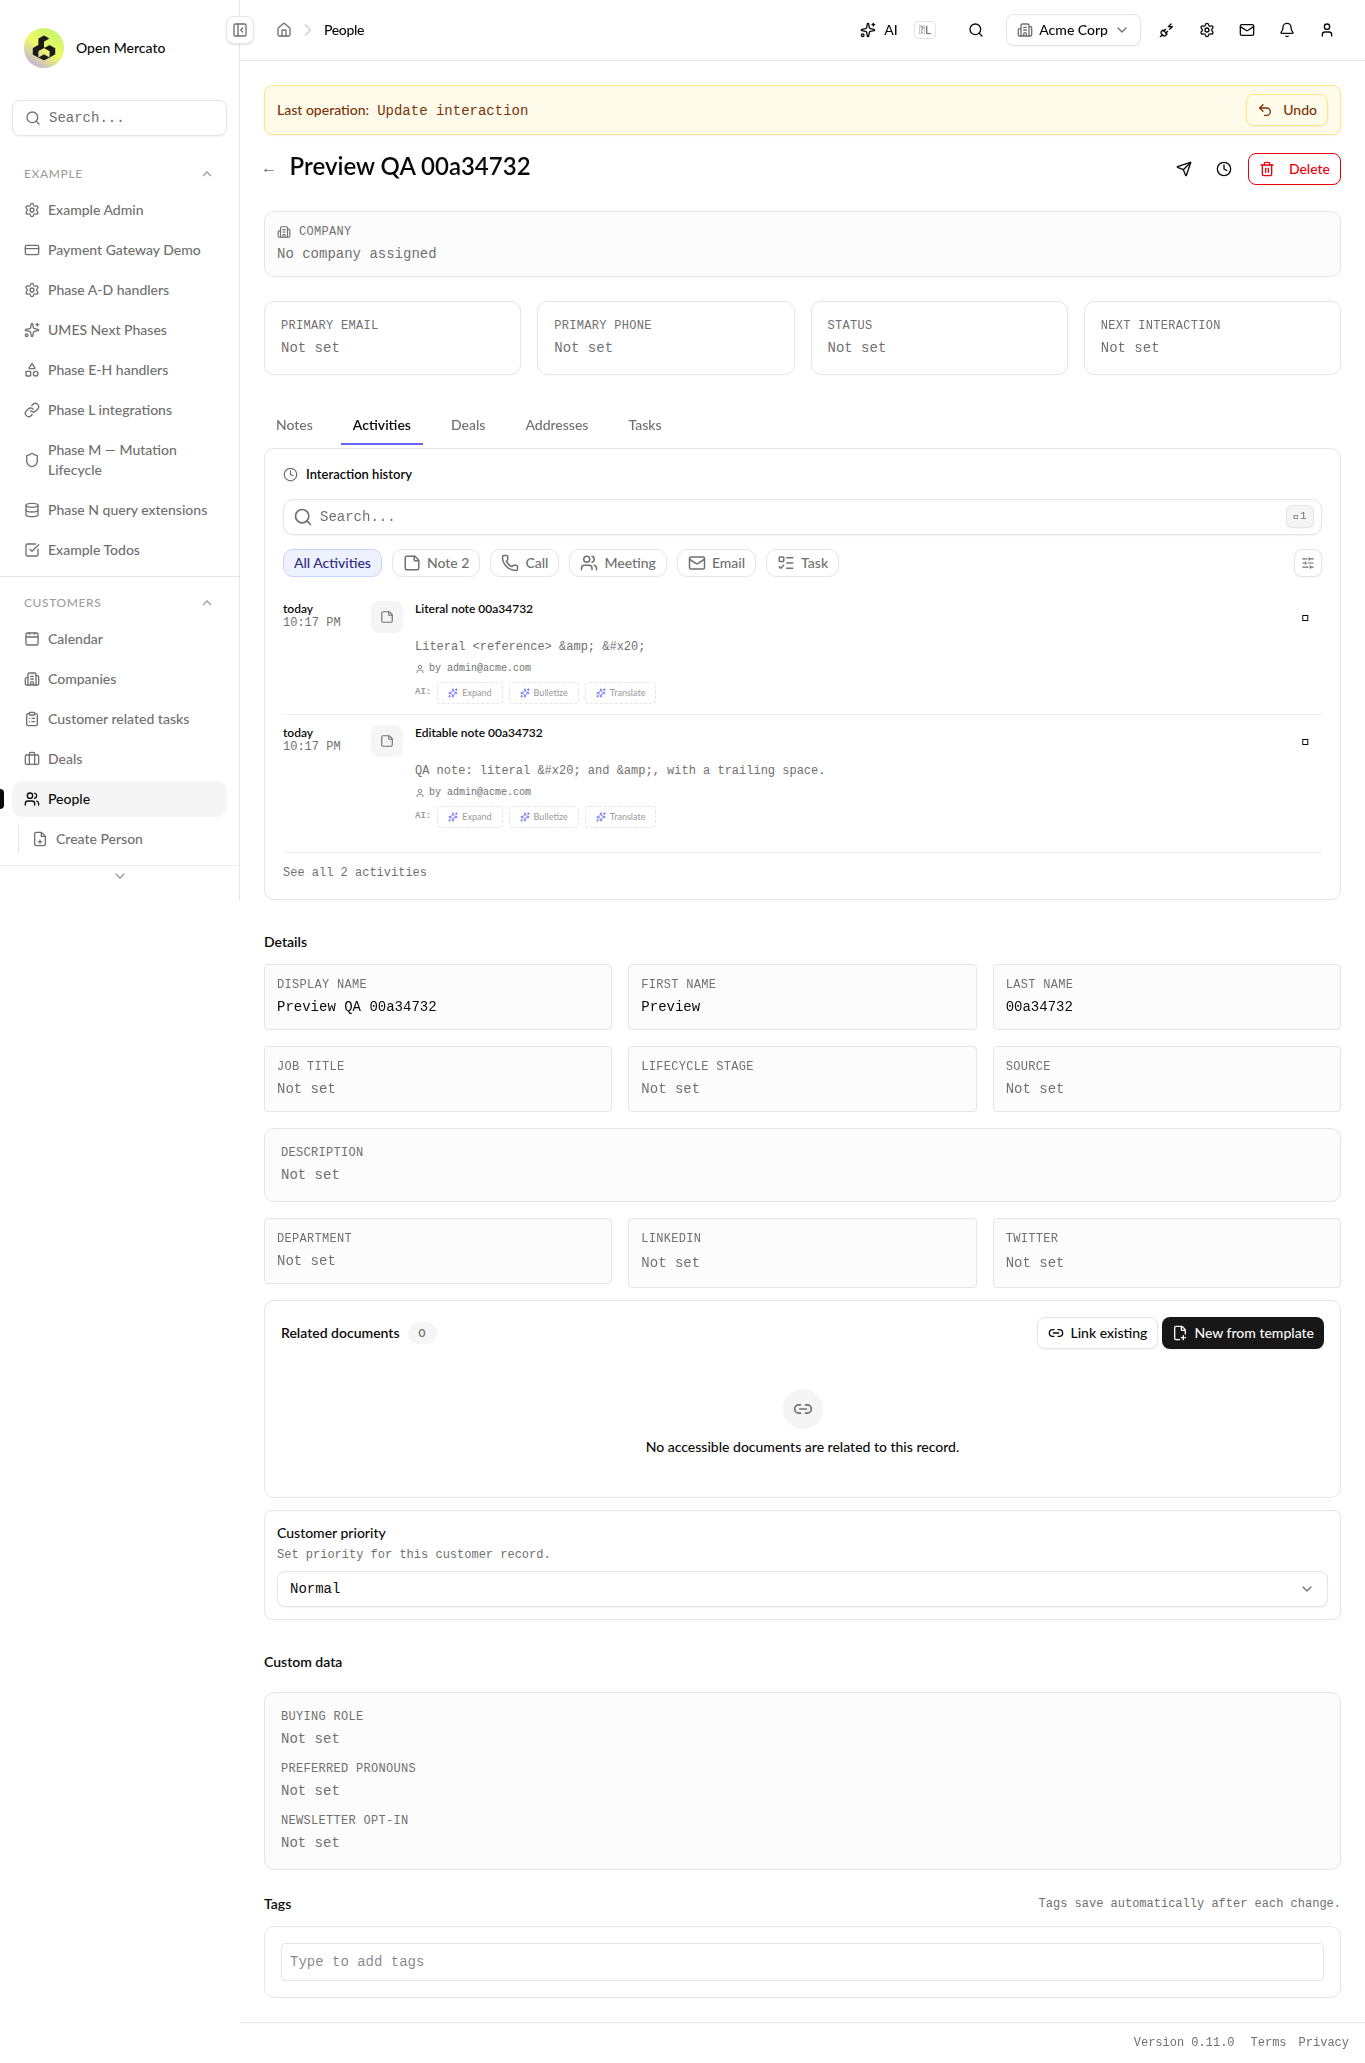 Open Mercato
Search...
EXAMPLE
Example Admin
Payment Gateway Demo
Phase A-D handlers
UMES Next Phases
Phase E-H handlers
Phase L integrations
Phase M — Mutation
Lifecycle
Phase N query extensions
Example Todos
CUSTOMERS
Calendar
Companies
Customer related tasks
Deals
People
Create Person
People
AI
L
Acme Corp
Last operation: Update interaction
Undo
← Preview QA 00a34732
Delete
COMPANY
No company assigned
PRIMARY EMAIL
Not set
PRIMARY PHONE
Not set
STATUS
Not set
NEXT INTERACTION
Not set
Notes
Activities
Deals
Addresses
Tasks
Interaction history
Search...
1
All Activities
Note 2
Call
Meeting
Email
Task
today
10:17 PM
Literal note 00a34732
Literal <reference> &amp; &#x20;
by admin@acme.com
AI: Expand Bulletize Translate
today
10:17 PM
Editable note 00a34732
QA note: literal &#x20; and &amp;, with a trailing space.
by admin@acme.com
AI: Expand Bulletize Translate
See all 2 activities
Details
DISPLAY NAME
Preview QA 00a34732
FIRST NAME
Preview
LAST NAME
00a34732
JOB TITLE
Not set
LIFECYCLE STAGE
Not set
SOURCE
Not set
DESCRIPTION
Not set
DEPARTMENT
Not set
LINKEDIN
Not set
TWITTER
Not set
Related documents 0
Link existing
New from template
No accessible documents are related to this record.
Customer priority
Set priority for this customer record.
Normal
Custom data
BUYING ROLE
Not set
PREFERRED PRONOUNS
Not set
NEWSLETTER OPT-IN
Not set
Tags
Tags save automatically after each change.
Type to add tags
Version 0.11.0 Terms Privacy